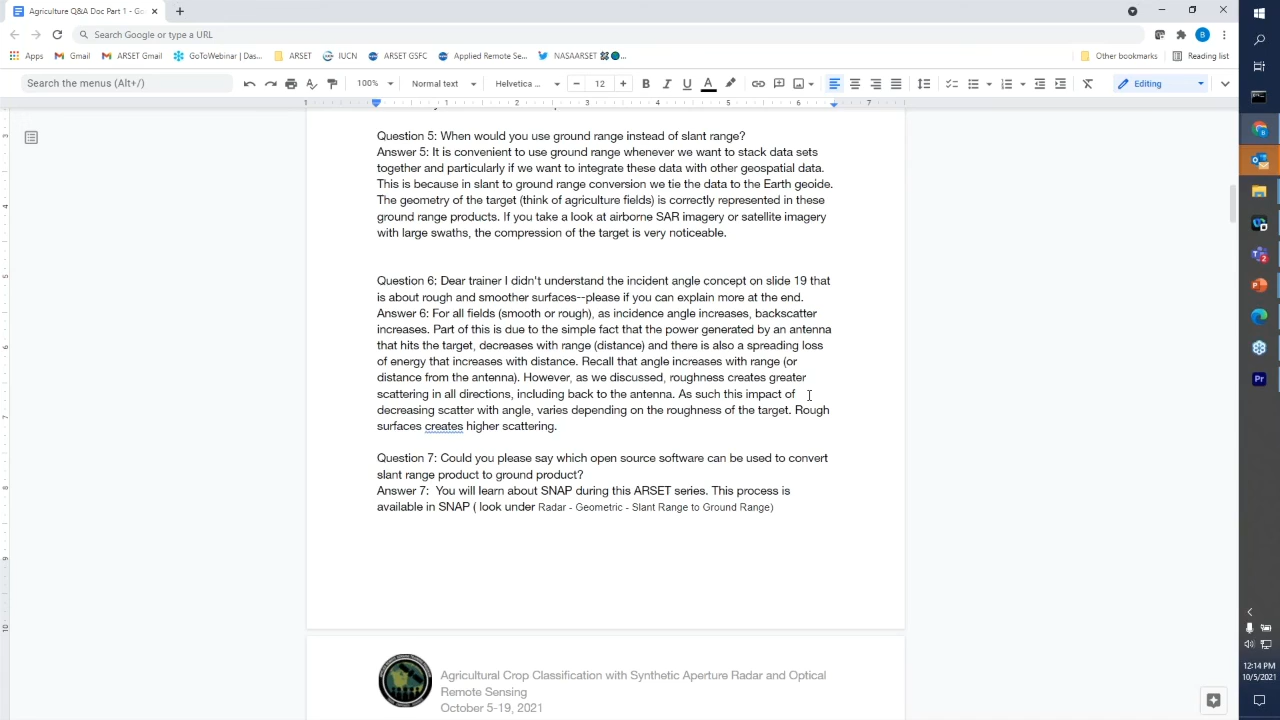 Agriculture Q&A Doc Part 1 - Go
Search Google or type a URL
B
Apps Gmail ARSET Gmail GoToWebinar | Das... ARSET IUCN ARSET GSFC Applied Remote Se... NASAARSET Other bookmarks Reading list
Search the menus (Alt+/) 100% Normal text Helvetica ... 12 B I U A Editing
1 2 3 4 5 6 7
Question 5: When would you use ground range instead of slant range?
Answer 5: It is convenient to use ground range whenever we want to stack data sets
together and particularly if we want to integrate these data with other geospatial data.
This is because in slant to ground range conversion we tie the data to the Earth geoide.
The geometry of the target (think of agriculture fields) is correctly represented in these
ground range products. If you take a look at airborne SAR imagery or satellite imagery
with large swaths, the compression of the target is very noticeable.
Question 6: Dear trainer I didn't understand the incident angle concept on slide 19 that
is about rough and smoother surfaces--please if you can explain more at the end.
Answer 6: For all fields (smooth or rough), as incidence angle increases, backscatter
increases. Part of this is due to the simple fact that the power generated by an antenna
that hits the target, decreases with range (distance) and there is also a spreading loss
of energy that increases with distance. Recall that angle increases with range (or
distance from the antenna). However, as we discussed, roughness creates greater
scattering in all directions, including back to the antenna. As such this impact of
decreasing scatter with angle, varies depending on the roughness of the target. Rough
surfaces creates higher scattering.
Question 7: Could you please say which open source software can be used to convert
slant range product to ground product?
Answer 7: You will learn about SNAP during this ARSET series. This process is
available in SNAP ( look under Radar - Geometric - Slant Range to Ground Range)
Agricultural Crop Classification with Synthetic Aperture Radar and Optical
Remote Sensing
October 5-19, 2021
Pr
12:14 PM
10/5/2021